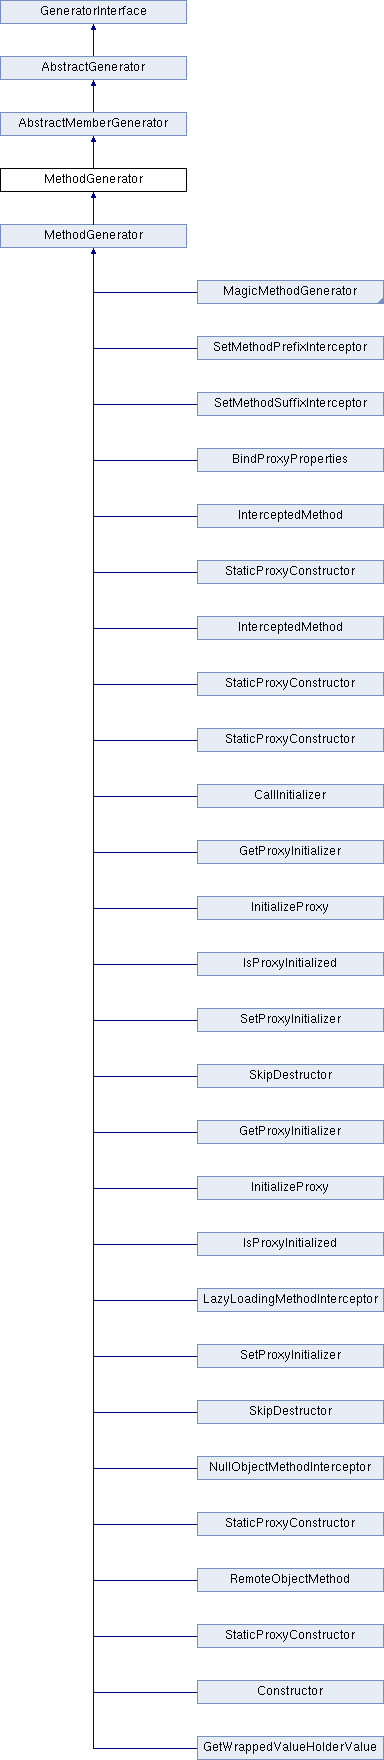 GeneratorInterface
AbstractGenerator
AbstractMemberGenerator
MethodGenerator
MethodGenerator
MagicMethodGenerator
SetMethodPrefixInterceptor
SetMethodSuffixInterceptor
BindProxyProperties
InterceptedMethod
StaticProxyConstructor
InterceptedMethod
StaticProxyConstructor
StaticProxyConstructor
CallInitializer
GetProxyInitializer
InitializeProxy
IsProxyInitialized
SetProxyInitializer
SkipDestructor
GetProxyInitializer
InitializeProxy
IsProxyInitialized
LazyLoadingMethodInterceptor
SetProxyInitializer
SkipDestructor
NullObjectMethodInterceptor
StaticProxyConstructor
RemoteObjectMethod
StaticProxyConstructor
Constructor
GetWrappedValueHolderValue